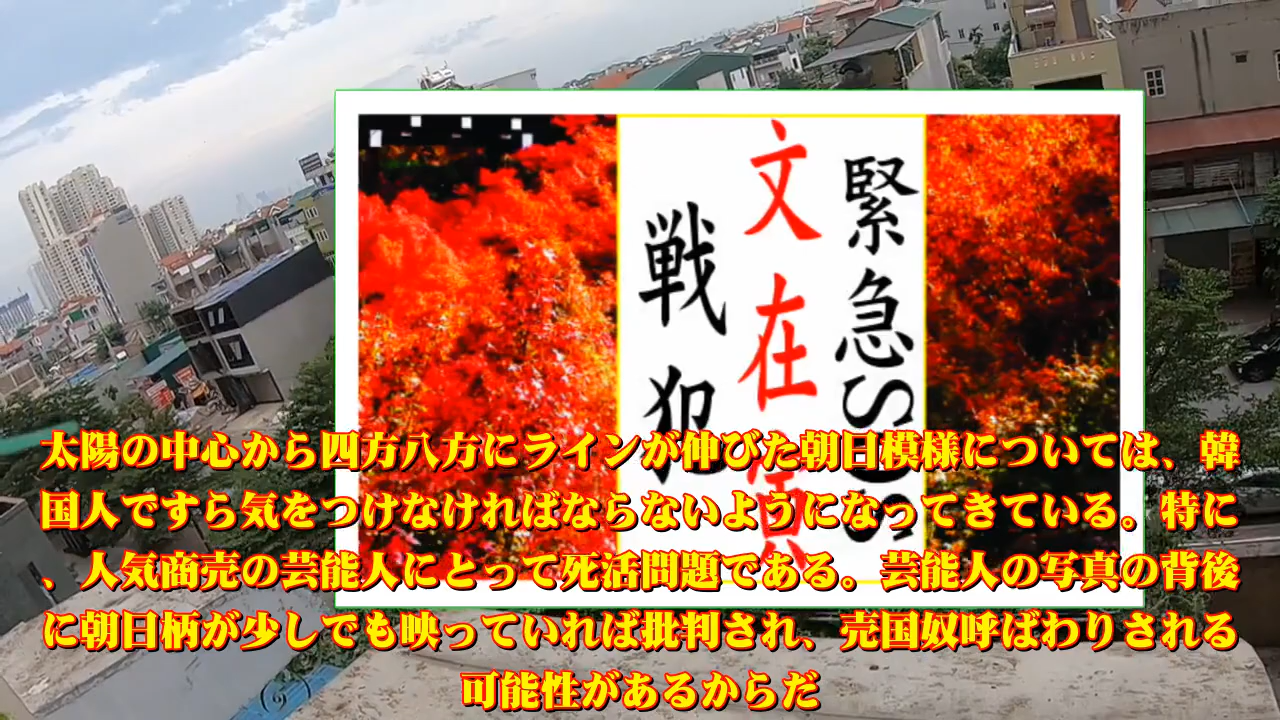 緊急SOS
文在寅
戦犯
太陽の中心から四方八方にラインが伸びた朝日模様については、韓
国人ですら気をつけなければならないようになってきている。特に
、人気商売の芸能人にとって死活問題である。芸能人の写真の背後
に朝日柄が少しでも映っていれば批判され、売国奴呼ばわりされる
可能性があるからだ